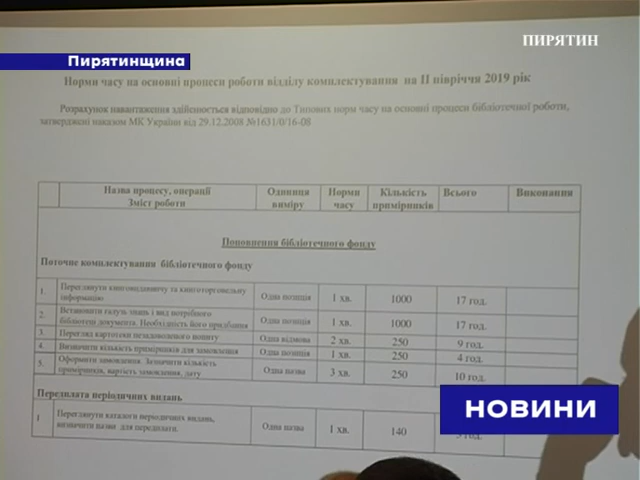 ПИРЯТИН
Пирятинщина
Норми часу на основні процеси роботи відділу комплектування на ІІ півріччя 2019 рік
Розрахунок навантаження здійснюється відповідно до Типових норм часу на основні процеси бібліотечної роботи,
затверджені наказом МК України від 29.12.2008 №1631/0/16-08
Назва процесу, операції Зміст роботи Одиниця виміру Норми часу Кількість примірників Всього Виконання
Поповнення бібліотечного фонду
Поточне комплектування бібліотечного фонду
1. Переглянути книговидавничу та книготорговельну інформацію Одна позиція 1 хв. 1000 17 год.
2. Встановити галузь знань і вид потрібного бібліотеці документа. Необхідність його придбання Одна позиція 1 хв. 1000 17 год.
3. Перегляд картотеки незадоволеного попиту Одна відмова 2 хв. 250 9 год.
4. Визначити кількість примірників для замовлення Одна позиція 1 хв. 250 4 год.
5. Оформити замовлення. Зазначити кількість примірників, вартість замовлення, дату Одна назва 3 хв. 250 10 год.
Передплата періодичних видань
1 Переглянути каталоги періодичних видань, визначити назви для передплати. Одна назва 1 хв. 140 год.
НОВИНИ